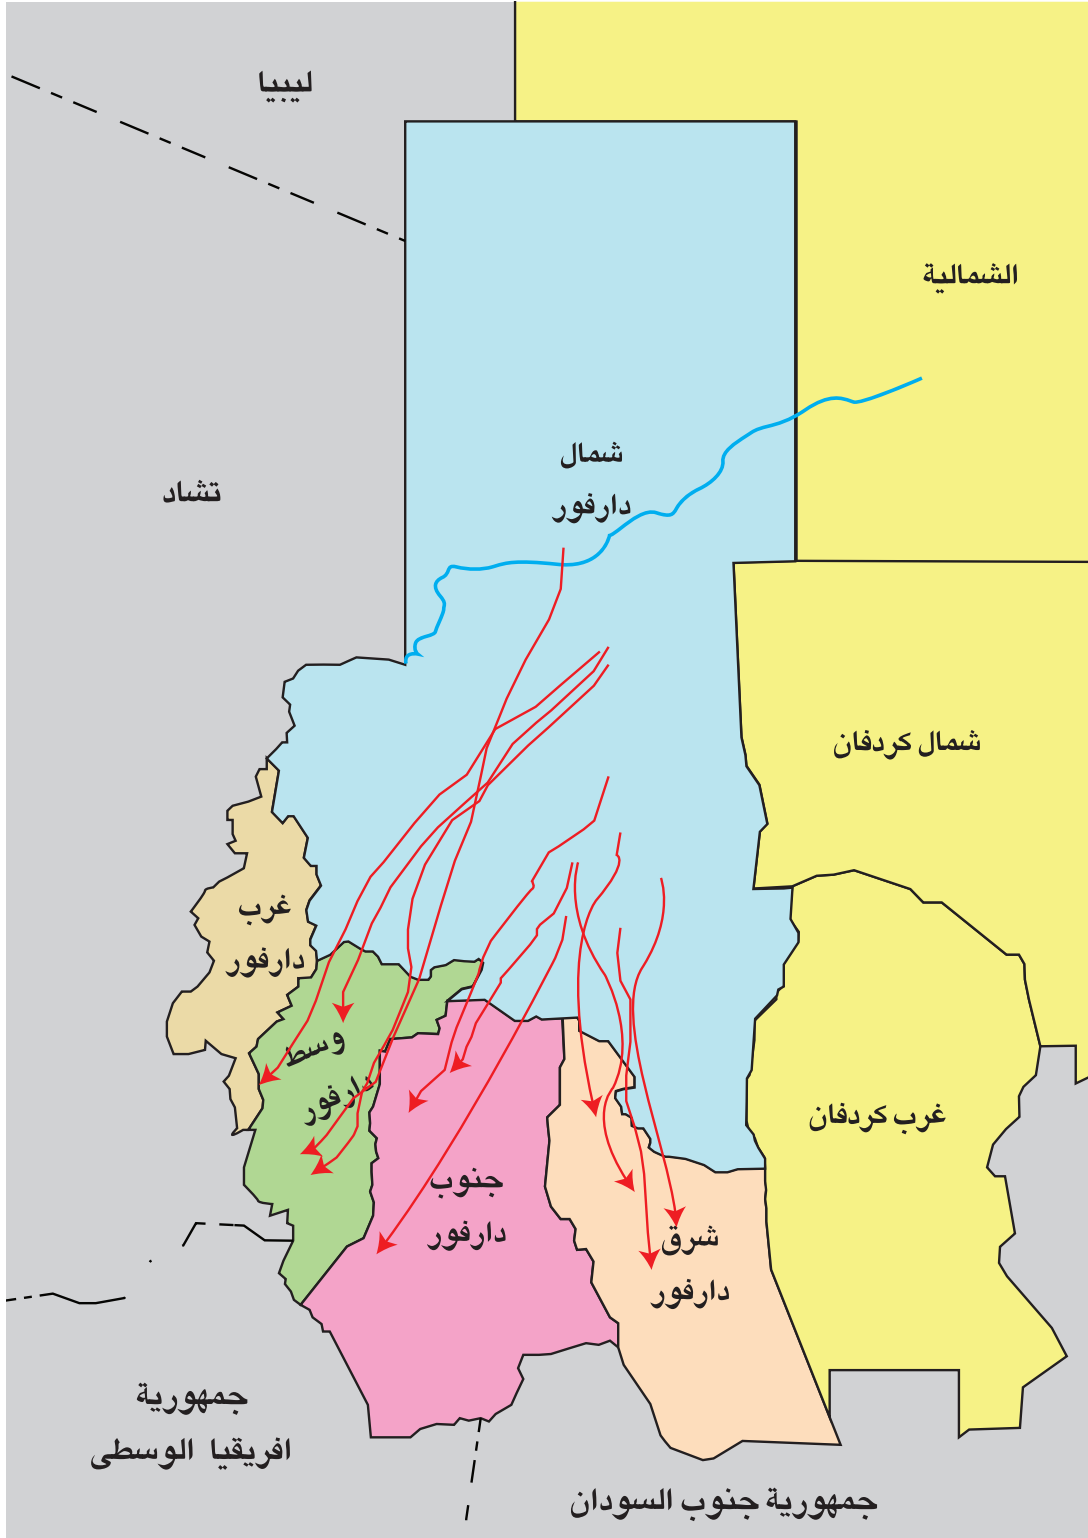 ليبيا
الشمالية
شمال
دارفور
تشاد
شمال كردفان
غرب
دارفور
وسط
دارفور
غرب كردفان
جنوب
دارفور
شرق
دارفور
جمهورية
افريقيا الوسطى
جمهورية جنوب السودان